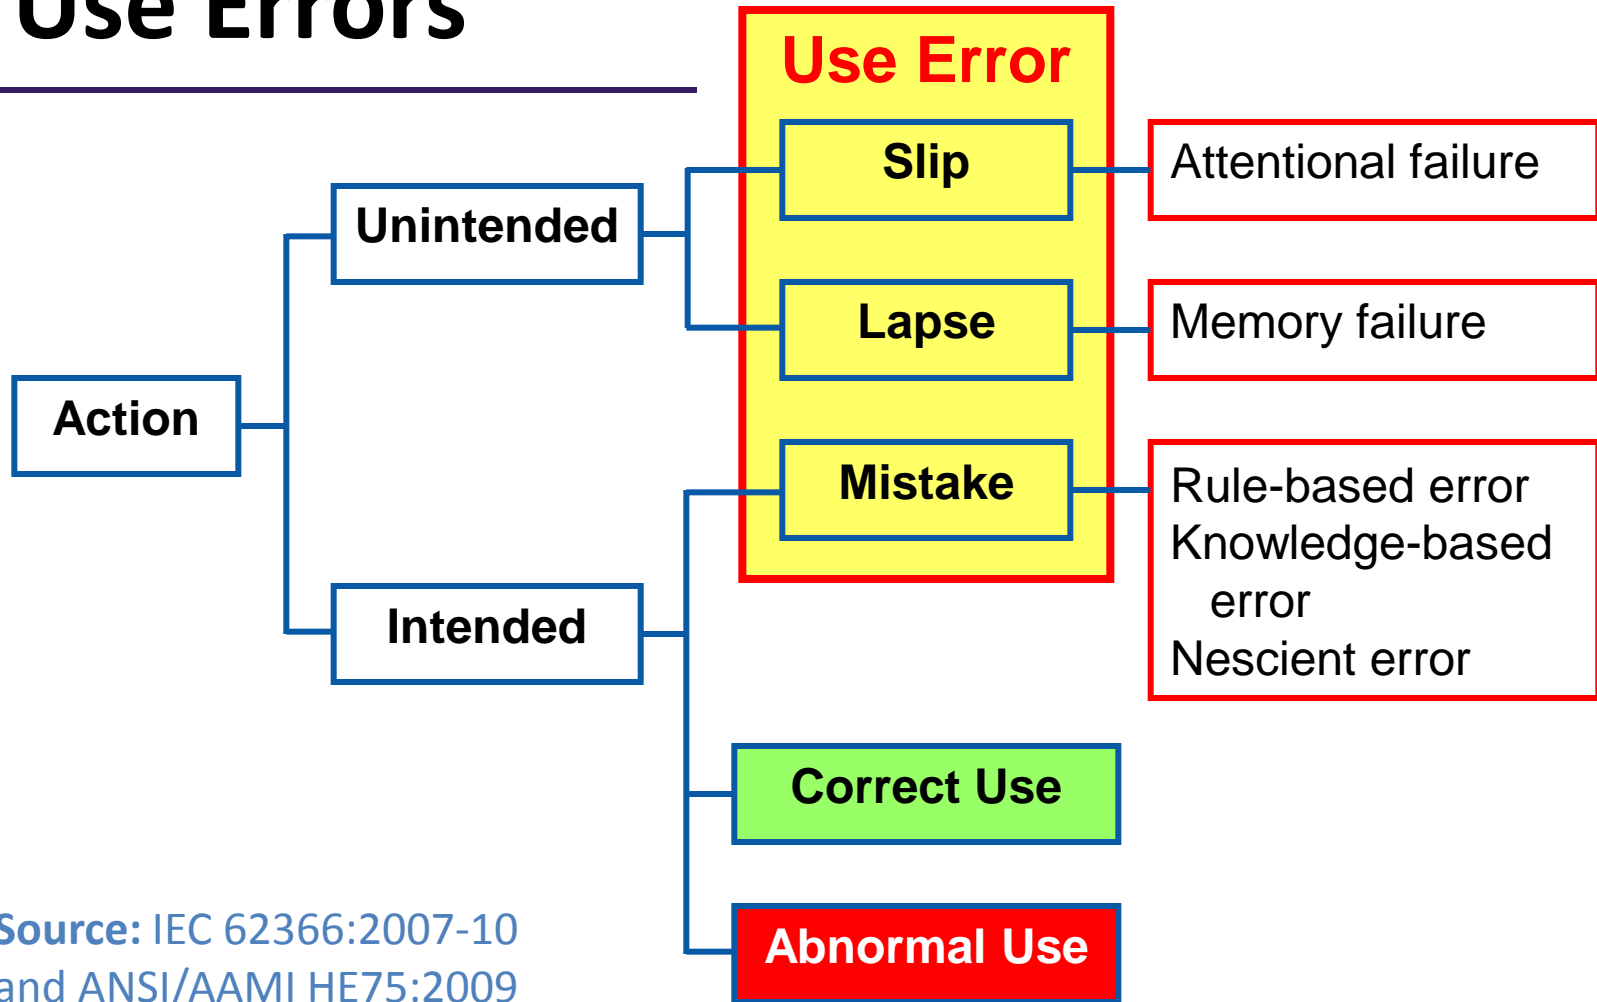 Use Errors
Use Error
Slip
Attentional failure
Unintended
Lapse
Memory failure
Action
Mistake
Rule-based error
Knowledge-based
error
Nescient error
Intended
Correct Use
Abnormal Use
Source: IEC 62366:2007-10
and ANSI/AAMI HE75:2009